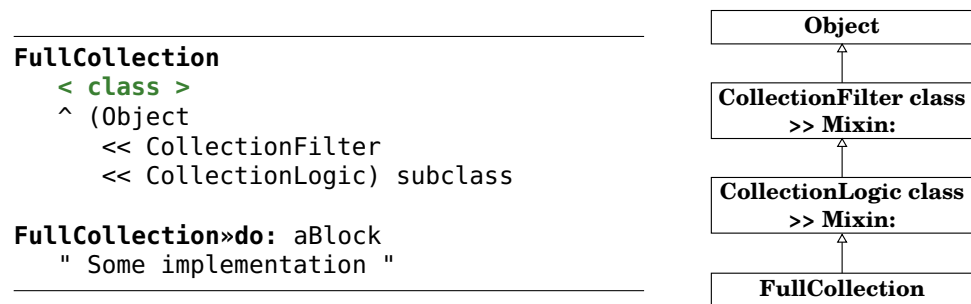 FullCollection
< class >
^ (Object
<< CollectionFilter
<< CollectionLogic) subclass
FullCollection»do: aBlock
" Some implementation "
Object
CollectionFilter class
>> Mixin:
CollectionLogic class
>> Mixin:
FullCollection